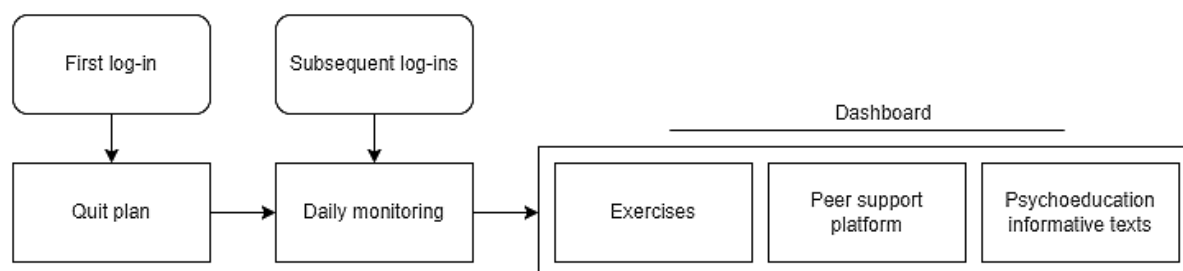 First log-in
Subsequent log-ins
Dashboard
Quit plan
Daily monitoring
Exercises
Peer support
platform
Psychoeducation
informative texts